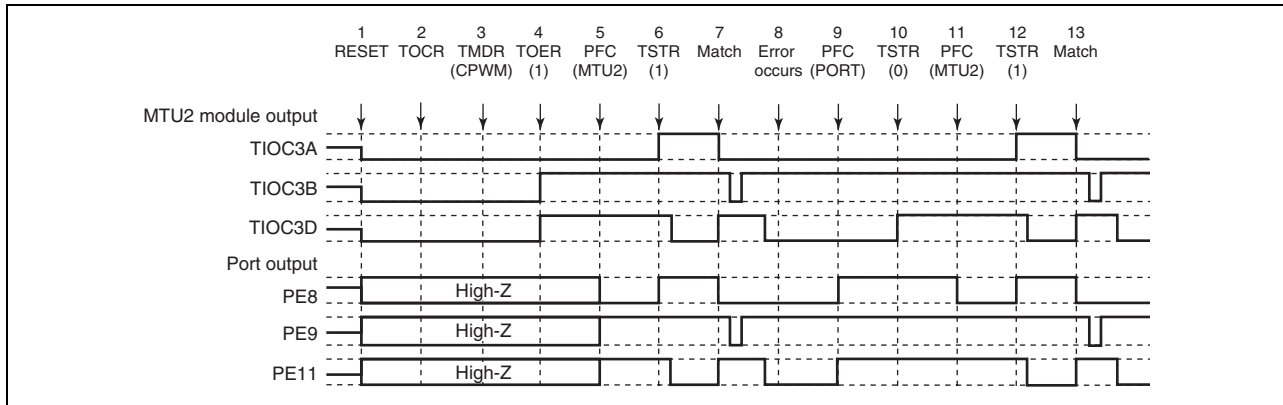 1 2 3 4 5 6 7 8 9 10 11 12 13
RESET TOCR TMDR TOER PFC TSTR Match Error PFC TSTR PFC TSTR Match
(CPWM) (1) (MTU2) (1) occurs (PORT) (0) (MTU2) (1)
MTU2 module output
TIOC3A
TIOC3B
TIOC3D
Port output
PE8 High-Z
PE9 High-Z
PE11 High-Z